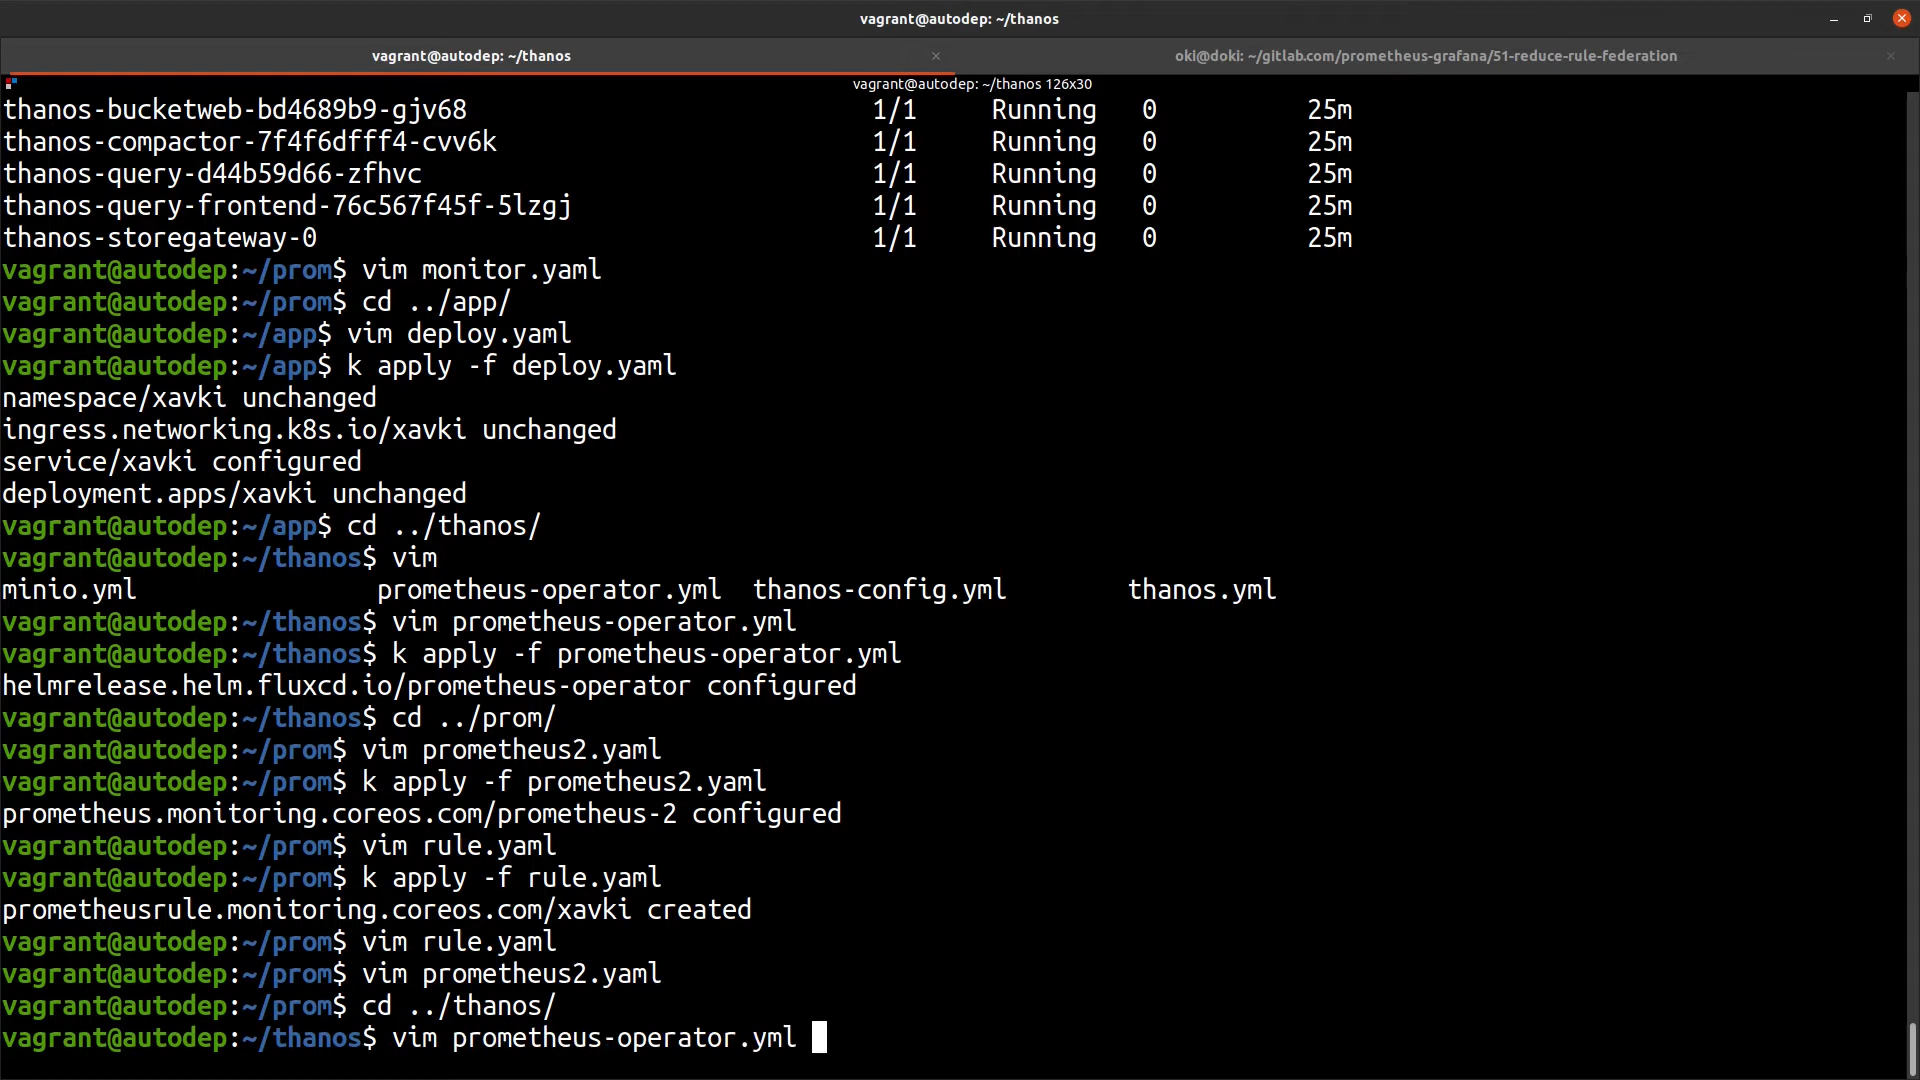 vagrant@autodep: ~/thanos
vagrant@autodep: ~/thanos
oki@doki: ~/gitlab.com/prometheus-grafana/51-reduce-rule-federation
vagrant@autodep: ~/thanos 126x30
thanos-bucketweb-bd4689b9-gjv68 1/1 Running 0 25m
thanos-compactor-7f4f6dfff4-cvv6k 1/1 Running 0 25m
thanos-query-d44b59d66-zfhvc 1/1 Running 0 25m
thanos-query-frontend-76c567f45f-5lzgj 1/1 Running 0 25m
thanos-storegateway-0 1/1 Running 0 25m
vagrant@autodep:~/prom$ vim monitor.yaml
vagrant@autodep:~/prom$ cd ../app/
vagrant@autodep:~/app$ vim deploy.yaml
vagrant@autodep:~/app$ k apply -f deploy.yaml
namespace/xavki unchanged
ingress.networking.k8s.io/xavki unchanged
service/xavki configured
deployment.apps/xavki unchanged
vagrant@autodep:~/app$ cd ../thanos/
vagrant@autodep:~/thanos$ vim
minio.yml prometheus-operator.yml thanos-config.yml thanos.yml
vagrant@autodep:~/thanos$ vim prometheus-operator.yml
vagrant@autodep:~/thanos$ k apply -f prometheus-operator.yml
helmrelease.helm.fluxcd.io/prometheus-operator configured
vagrant@autodep:~/thanos$ cd ../prom/
vagrant@autodep:~/prom$ vim prometheus2.yaml
vagrant@autodep:~/prom$ k apply -f prometheus2.yaml
prometheus.monitoring.coreos.com/prometheus-2 configured
vagrant@autodep:~/prom$ vim rule.yaml
vagrant@autodep:~/prom$ k apply -f rule.yaml
prometheusrule.monitoring.coreos.com/xavki created
vagrant@autodep:~/prom$ vim rule.yaml
vagrant@autodep:~/prom$ vim prometheus2.yaml
vagrant@autodep:~/prom$ cd ../thanos/
vagrant@autodep:~/thanos$ vim prometheus-operator.yml